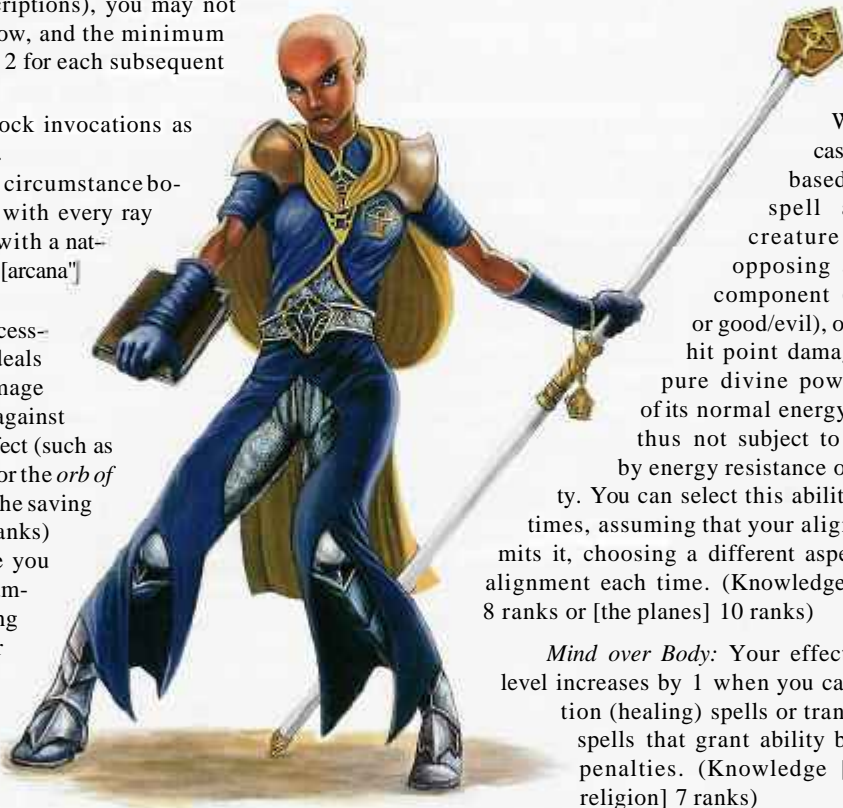 criptions), you may not
ow, and the minimum
2 for each subsequent
ock invocations as
circumstance bo-
with every ray
with a nat-
[arcana"]
cess-
deals
mage
against
fect (such as
or the orb of
he saving
anks)
e you
m-
ng
r
W
cas
based
spell a
creature
opposing
component
or good/evil), o
hit point damag
pure divine pow
of its normal energy
thus not subject to
by energy resistance o
ty. You can select this abilit
times, assuming that your align
mits it, choosing a different aspe
alignment each time. (Knowledge
8 ranks or [the planes] 10 ranks)
Mind over Body: Your effect
level increases by 1 when you ca
tion (healing) spells or tran
spells that grant ability b
penalties. (Knowledge [
religion] 7 ranks)